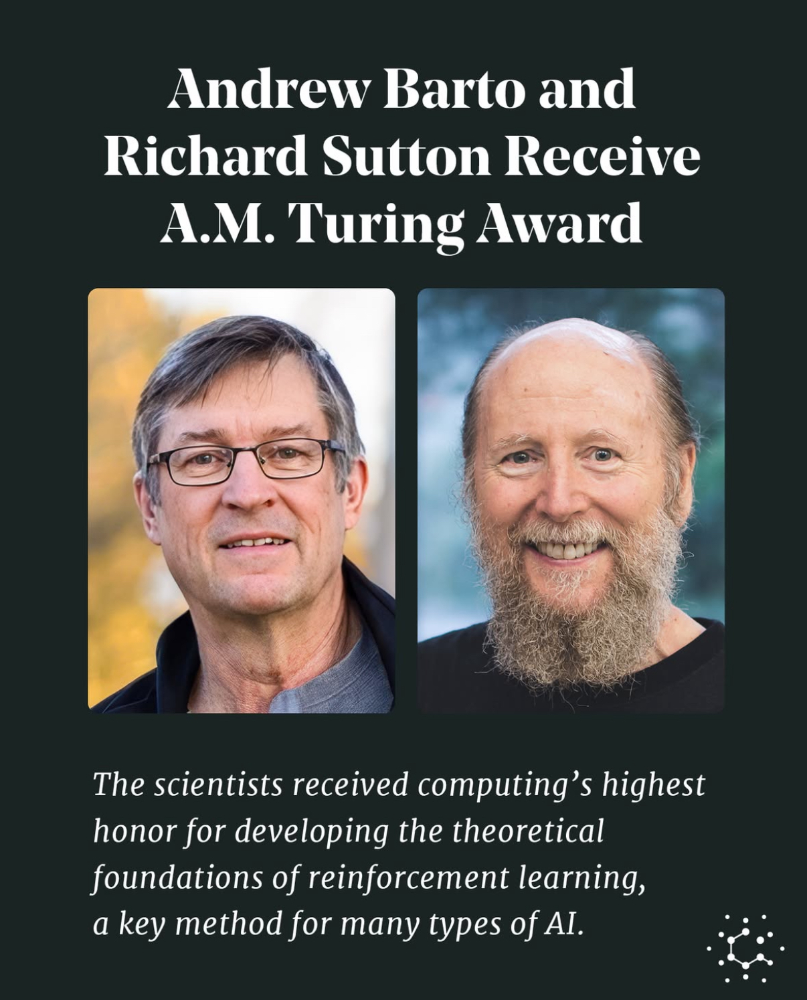 Andrew Barto and
Richard Sutton Receive
A.M. Turing Award
The scientists received computing’s highest
honor for developing the theoretical
foundations of reinforcement learning,
a key method for many types of AI.